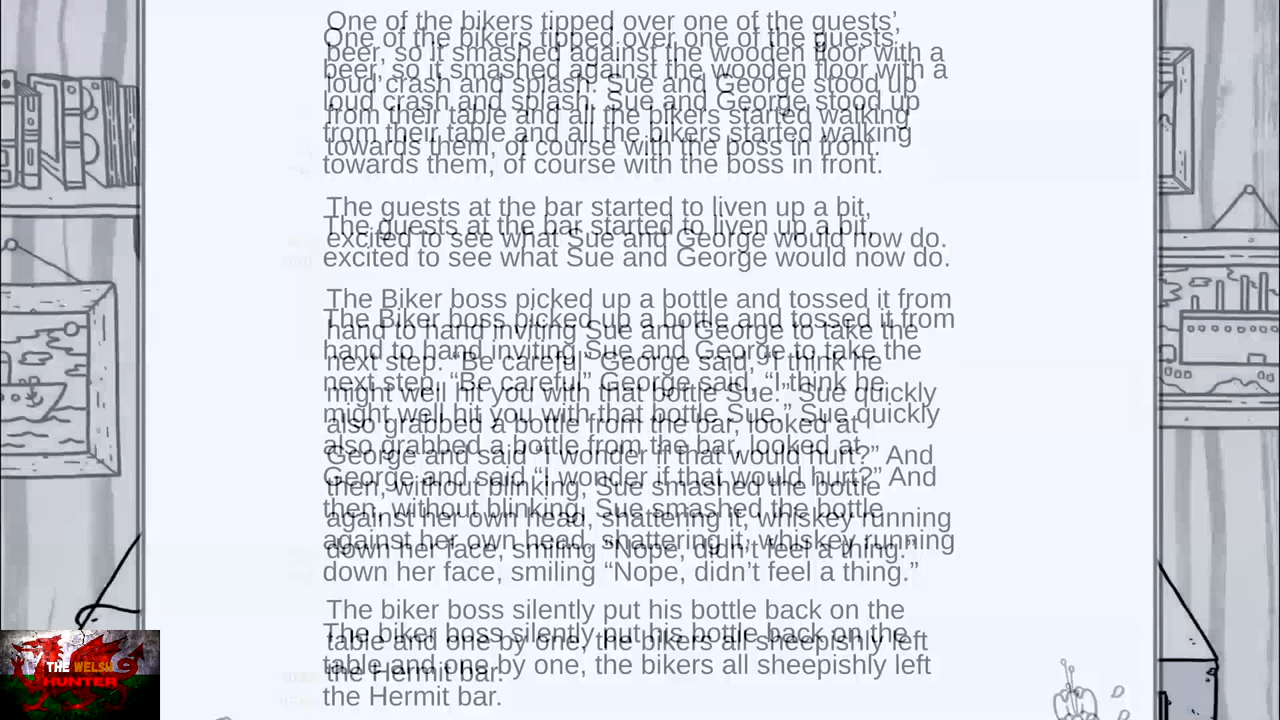 One of the bikers tipped over one of the guests’
beer, so it smashed against the wooden floor with a
loud crash and splash. Sue and George stood up
from their table and all the bikers started walking
towards them, of course with the boss in front.
The guests at the bar started to liven up a bit,
excited to see what Sue and George would now do.
The Biker boss picked up a bottle and tossed it from
hand to hand inviting Sue and George to take the
next step. “Be careful” George said, “I think he
might well hit you with that bottle Sue.” Sue quickly
also grabbed a bottle from the bar, looked at
George and said “I wonder if that would hurt?” And
then, without blinking, Sue smashed the bottle
against her own head, shattering it, whiskey running
down her face, smiling “Nope, didn’t feel a thing.”
The biker boss silently put his bottle back on the
table and one by one, the bikers all sheepishly left
the Hermit bar.
THE WELSH
HUNTER